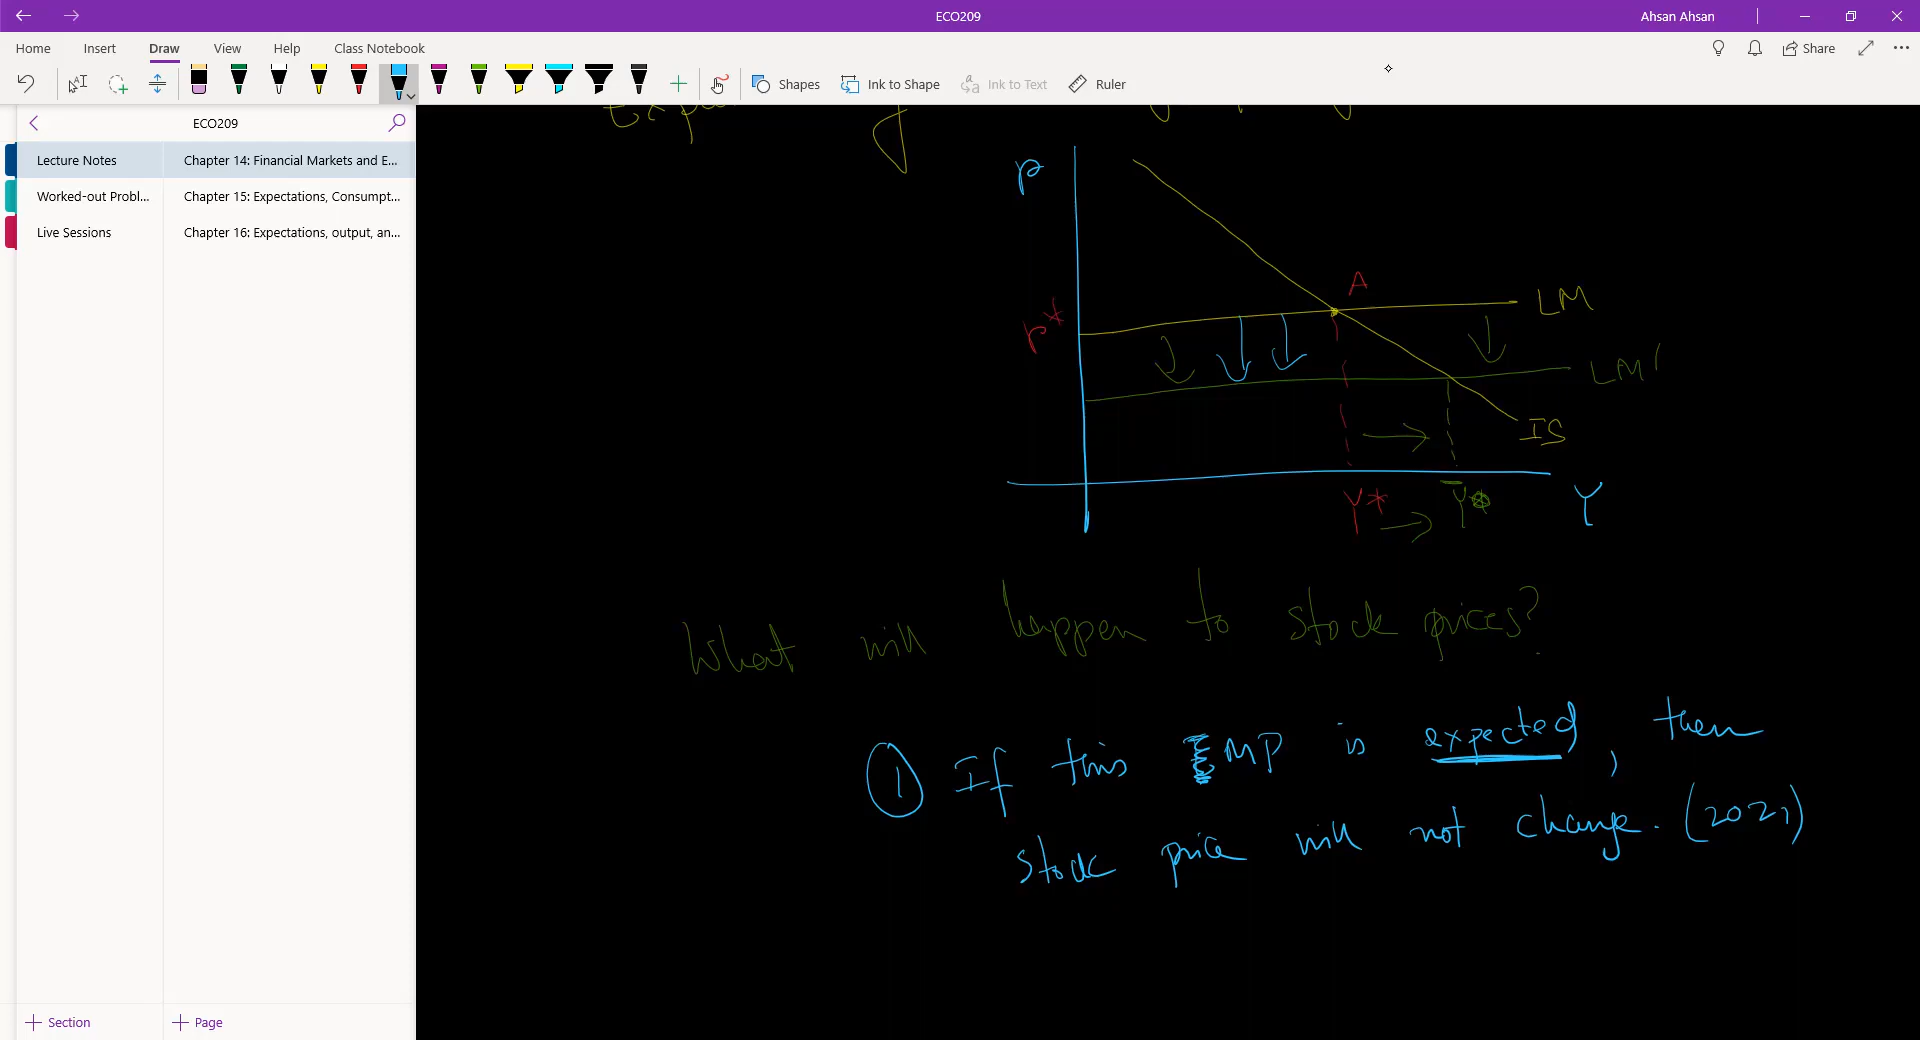 ECO209
Ahsan Ahsan
Home Insert Draw View Help Class Notebook
Share
Shapes Ink to Shape Ink to Text Ruler
ECO209
Lecture Notes
Worked-out Probl...
Live Sessions
Chapter 14: Financial Markets and E...
Chapter 15: Expectations, Consumpt...
Chapter 16: Expectations, output, an...
Section
Page
r
A
LM
r*
LM'
IS
Y* Y
Y
What will happen to stock prices?
1 If this EMP is expected, then
stock price will not change. (2021)